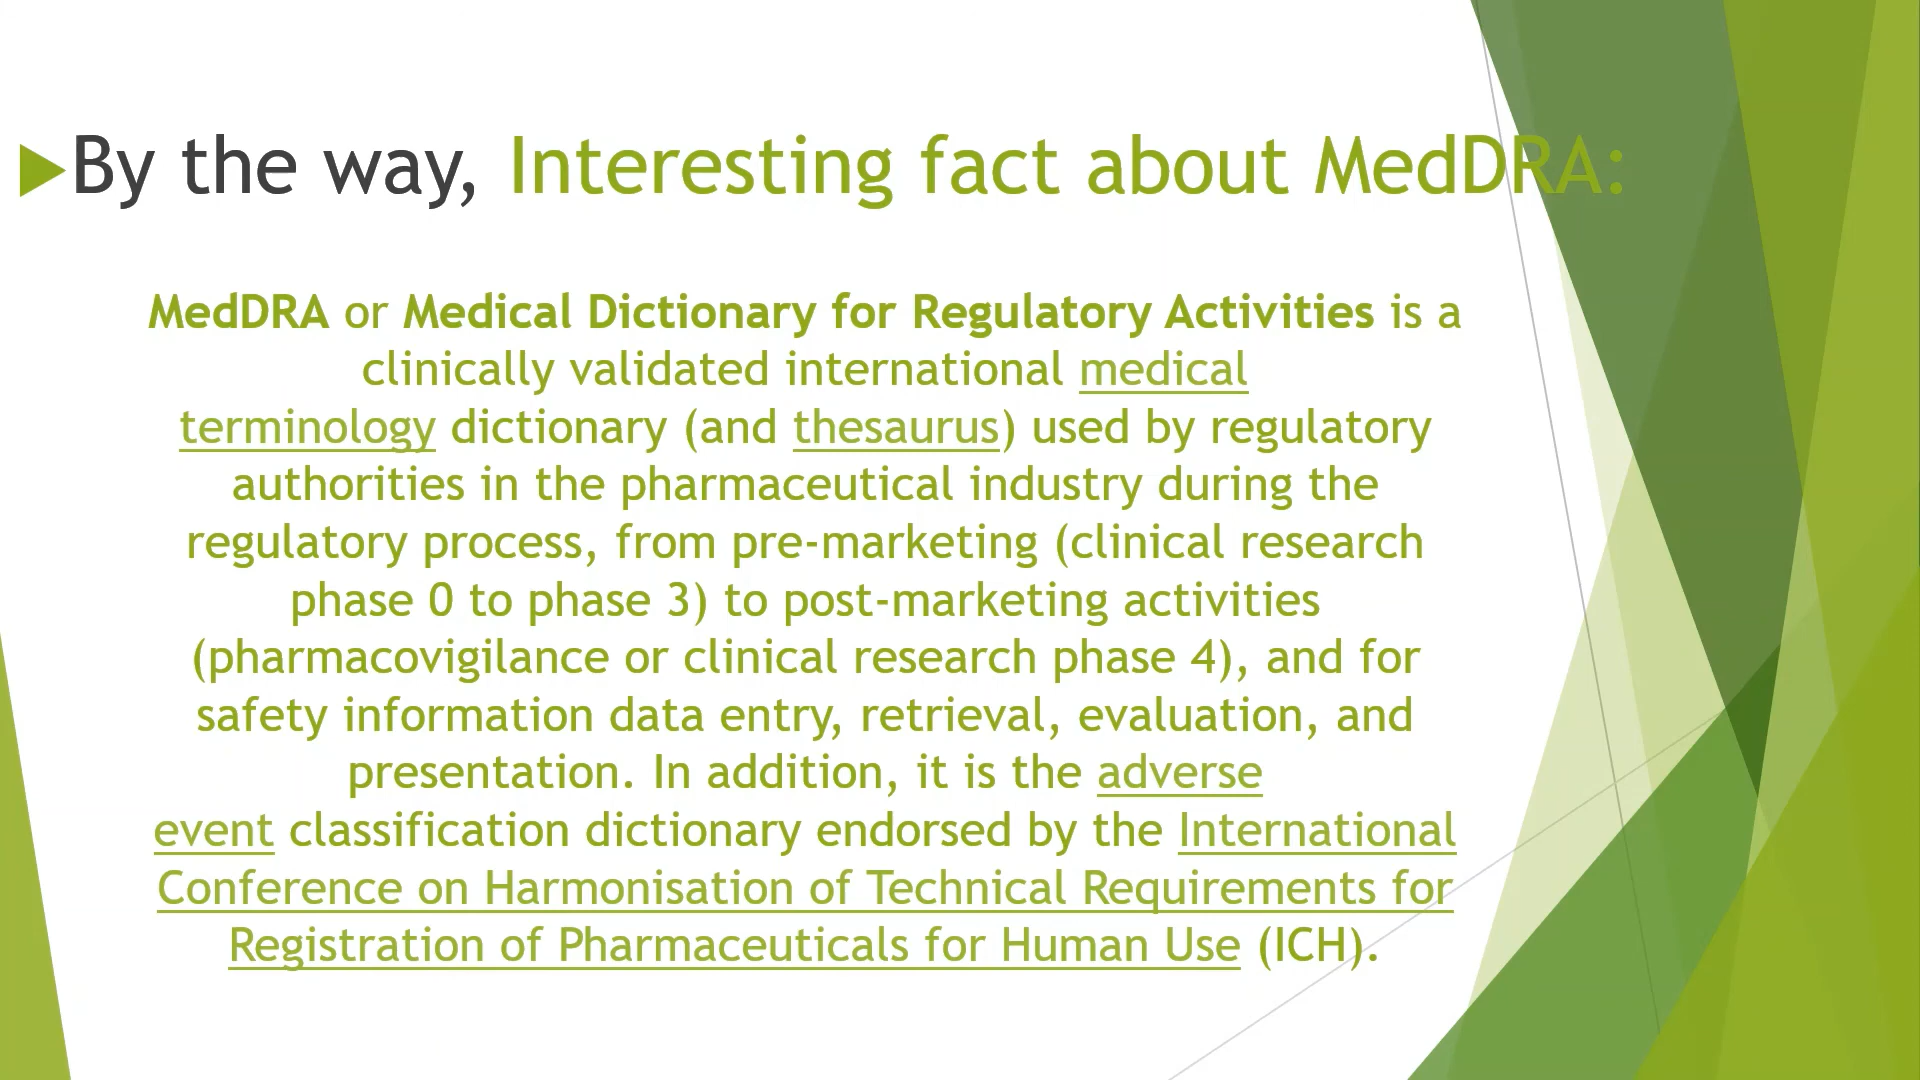 By the way, Interesting fact about MedDRA:
MedDRA or Medical Dictionary for Regulatory Activities is a
clinically validated international medical
terminology dictionary (and thesaurus) used by regulatory
authorities in the pharmaceutical industry during the
regulatory process, from pre-marketing (clinical research
phase 0 to phase 3) to post-marketing activities
(pharmacovigilance or clinical research phase 4), and for
safety information data entry, retrieval, evaluation, and
presentation. In addition, it is the adverse
event classification dictionary endorsed by the International
Conference on Harmonisation of Technical Requirements for
Registration of Pharmaceuticals for Human Use (ICH).